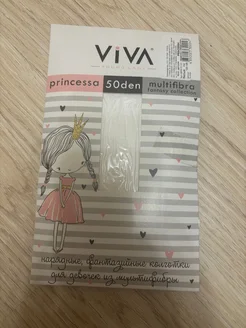 ViVA
princessa 50den multifibra
fantasy collection
нарядные, фантазийные колготки
для девочек из мультифибры